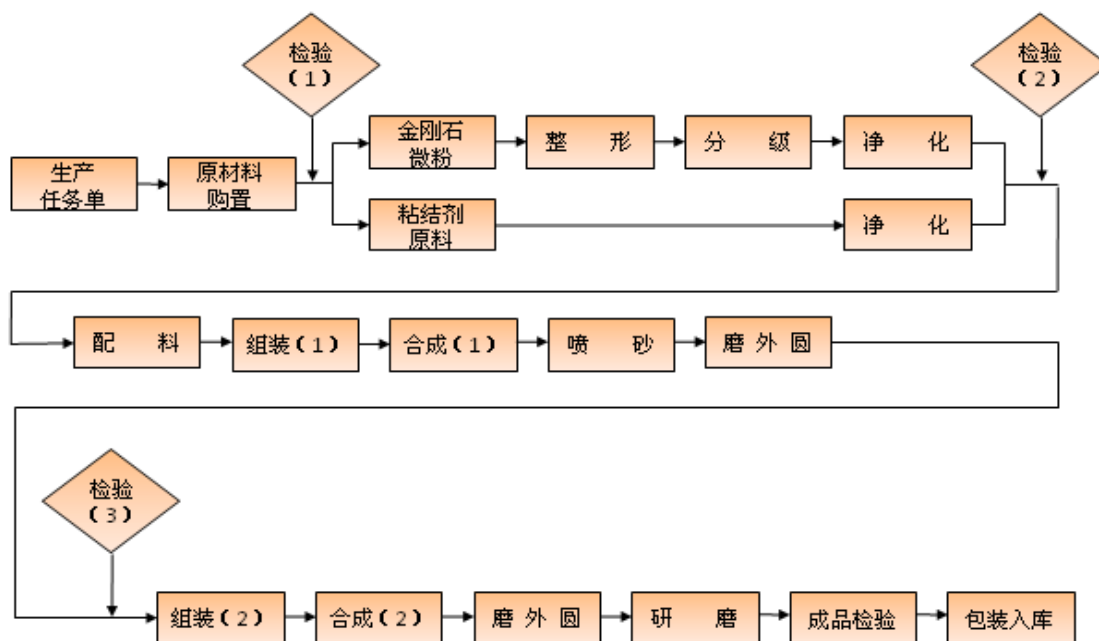 检验
（1）
检验
（2）
金刚石
微粉
整 形
分 级
净 化
生产
任务单
原材料
购置
粘结剂
原料
净 化
配 料
组装（1）
合成（1）
喷 砂
磨 外 圆
检验
（3）
组装（2）
合成（2）
磨 外 圆
研 磨
成品检验
包装入库